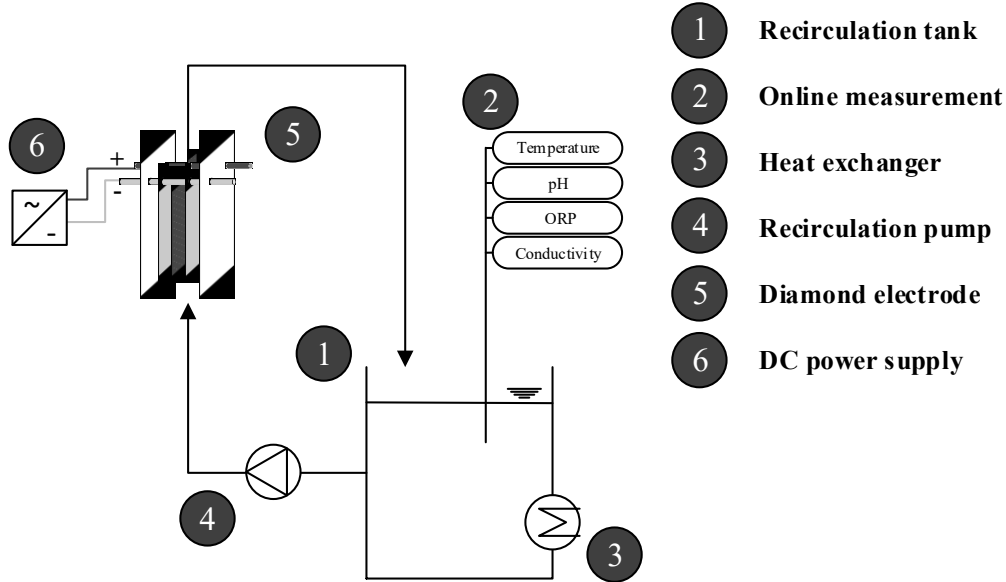 1 Recirculation tank
2 Online measurement
3 Heat exchanger
4 Recirculation pump
5 Diamond electrode
6 DC power supply
6
+
-
~
-
5
2
Temperature
pH
ORP
Conductivity
1
4
3